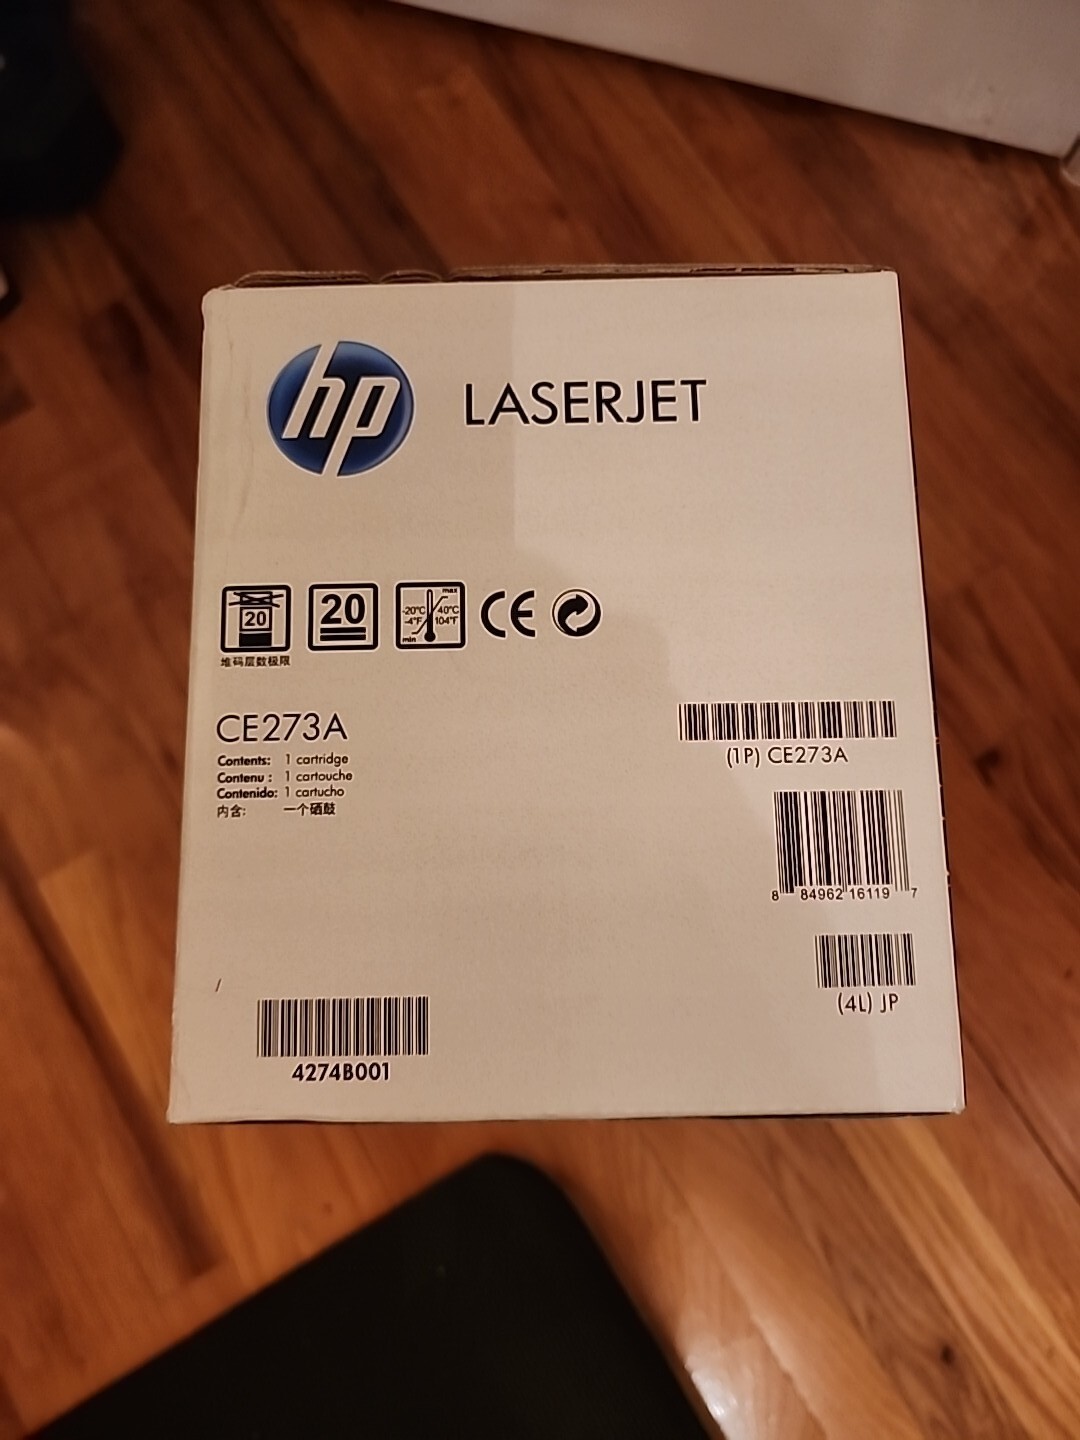 hp LASERJET
20
堆码层数极限
20
max
-20°C 40°C
-4°F 104°F
min
CE
CE273A
Contents: 1 cartridge
Contenu : 1 cartouche
Contenido: 1 cartucho
内含: 一个硒鼓
(1P) CE273A
8 84962 16119 7
(4L) JP
/
4274B001